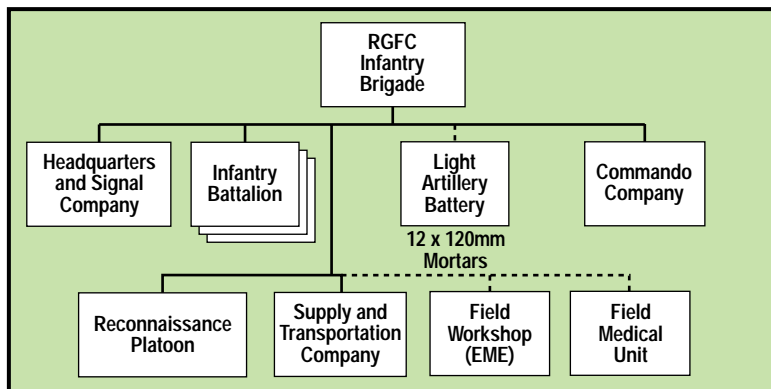 RGFC
Infantry
Brigade
Headquarters
and Signal
Company
Infantry
Battalion
Light
Artillery
Battery
Commando
Company
12 x 120mm
Mortars
Reconnaissance
Platoon
Supply and
Transportation
Company
Field
Workshop
(EME)
Field
Medical
Unit